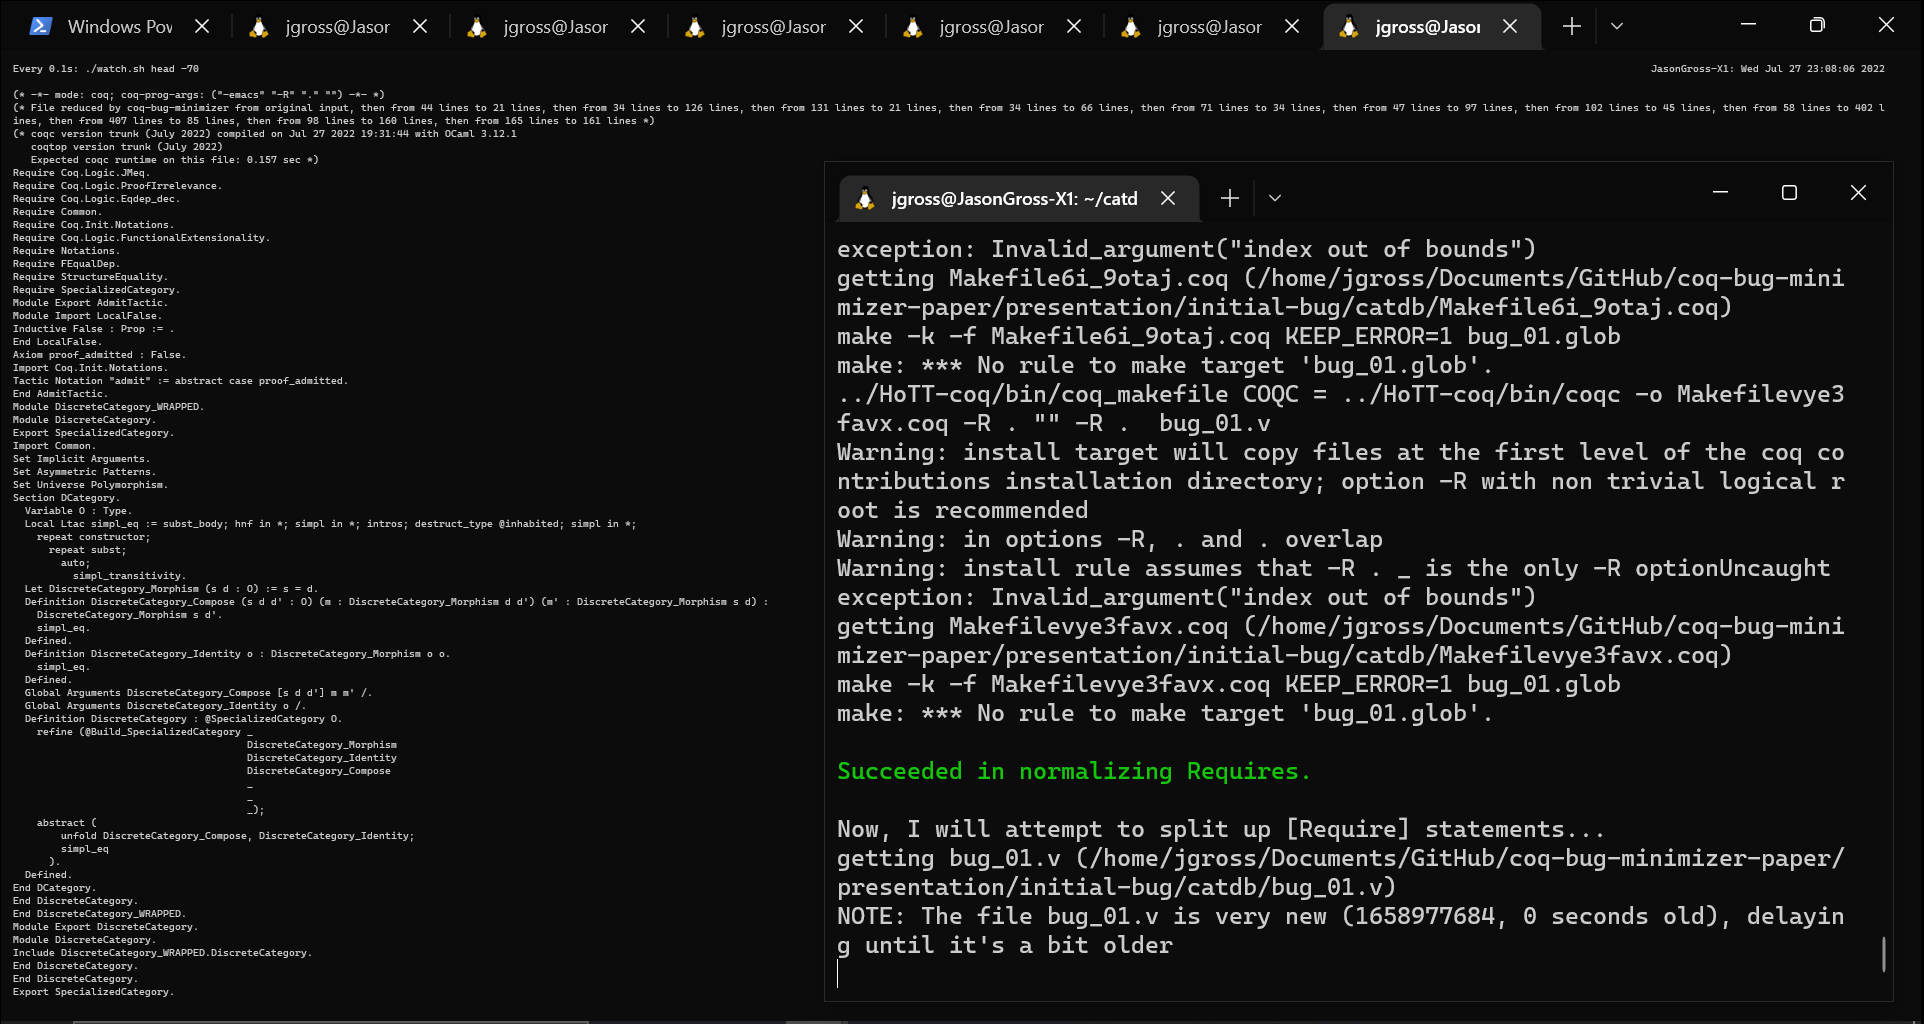 Windows Pov
jgross@Jasor
jgross@Jasor
jgross@Jasor
jgross@Jasor
jgross@Jasor
jgross@Jasor
Every 0.1s: ./watch.sh head -70
JasonGross-X1: Wed Jul 27 23:08:06 2022
(* -*- mode: coq; coq-prog-args: ("-emacs" "-R" "." "") -*- *)
(* File reduced by coq-bug-minimizer from original input, then from 44 lines to 21 lines, then from 34 lines to 126 lines, then from 131 lines to 21 lines, then from 34 lines to 66 lines, then from 71 lines to 34 lines, then from 47 lines to 97 lines, then from 102 lines to 45 lines, then from 58 lines to 402 l
ines, then from 407 lines to 85 lines, then from 98 lines to 160 lines, then from 165 lines to 161 lines *)
(* coqc version trunk (July 2022) compiled on Jul 27 2022 19:31:44 with OCaml 3.12.1
   coqtop version trunk (July 2022)
   Expected coqc runtime on this file: 0.157 sec *)
Require Coq.Logic.JMeq.
Require Coq.Logic.ProofIrrelevance.
Require Coq.Logic.Eqdep_dec.
Require Common.
Require Coq.Init.Notations.
Require Coq.Logic.FunctionalExtensionality.
Require Notations.
Require FEqualDep.
Require StructureEquality.
Require SpecializedCategory.
Module Export AdmitTactic.
Module Import LocalFalse.
Inductive False : Prop := .
End LocalFalse.
Axiom proof_admitted : False.
Import Coq.Init.Notations.
Tactic Notation "admit" := abstract case proof_admitted.
End AdmitTactic.
Module DiscreteCategory_WRAPPED.
Module DiscreteCategory.
Export SpecializedCategory.
Import Common.
Set Implicit Arguments.
Set Asymmetric Patterns.
Set Universe Polymorphism.
Section DCategory.
  Variable O : Type.
  Local Ltac simpl_eq := subst_body; hnf in *; simpl in *; intros; destruct_type @inhabited; simpl in *;
    repeat constructor;
      repeat subst;
        auto;
          simpl_transitivity.
  Let DiscreteCategory_Morphism (s d : O) := s = d.
  Definition DiscreteCategory_Compose (s d d' : O) (m : DiscreteCategory_Morphism d d') (m' : DiscreteCategory_Morphism s d) :
    DiscreteCategory_Morphism s d'.
    simpl_eq.
  Defined.
  Definition DiscreteCategory_Identity o : DiscreteCategory_Morphism o o.
    simpl_eq.
  Defined.
  Global Arguments DiscreteCategory_Compose [s d d'] m m' /.
  Global Arguments DiscreteCategory_Identity o /.
  Definition DiscreteCategory : @SpecializedCategory O.
    refine (@Build_SpecializedCategory _
                                       DiscreteCategory_Morphism
                                       DiscreteCategory_Identity
                                       DiscreteCategory_Compose
                                       _
                                       _
                                       _);
    abstract (
        unfold DiscreteCategory_Compose, DiscreteCategory_Identity;
        simpl_eq
      ).
  Defined.
End DCategory.
End DiscreteCategory.
End DiscreteCategory_WRAPPED.
Module Export DiscreteCategory.
Module DiscreteCategory.
Include DiscreteCategory_WRAPPED.DiscreteCategory.
End DiscreteCategory.
End DiscreteCategory.
Export SpecializedCategory.
jgross@JasonGross-X1: ~/catd
exception: Invalid_argument("index out of bounds")
getting Makefile6i_9otaj.coq (/home/jgross/Documents/GitHub/coq-bug-mini
mizer-paper/presentation/initial-bug/catdb/Makefile6i_9otaj.coq)
make -k -f Makefile6i_9otaj.coq KEEP_ERROR=1 bug_01.glob
make: *** No rule to make target 'bug_01.glob'.
../HoTT-coq/bin/coq_makefile COQC = ../HoTT-coq/bin/coqc -o Makefilevye3
favx.coq -R . "" -R .  bug_01.v
Warning: install target will copy files at the first level of the coq co
ntributions installation directory; option -R with non trivial logical r
oot is recommended
Warning: in options -R, . and . overlap
Warning: install rule assumes that -R . _ is the only -R optionUncaught
exception: Invalid_argument("index out of bounds")
getting Makefilevye3favx.coq (/home/jgross/Documents/GitHub/coq-bug-mini
mizer-paper/presentation/initial-bug/catdb/Makefilevye3favx.coq)
make -k -f Makefilevye3favx.coq KEEP_ERROR=1 bug_01.glob
make: *** No rule to make target 'bug_01.glob'.
Succeeded in normalizing Requires.
Now, I will attempt to split up [Require] statements...
getting bug_01.v (/home/jgross/Documents/GitHub/coq-bug-minimizer-paper/
presentation/initial-bug/catdb/bug_01.v)
NOTE: The file bug_01.v is very new (1658977684, 0 seconds old), delayin
g until it's a bit older